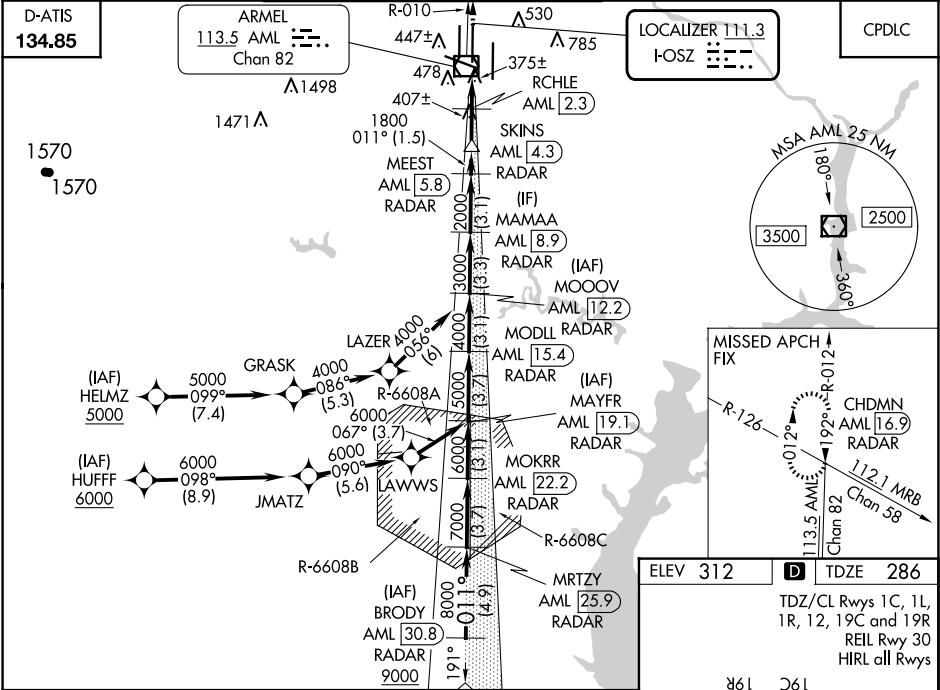 D-ATIS
134.85
ARMEL
113.5 AML
Chan 82
R-010
530
447±
785
478
375±
LOCALIZER 111.3
I-OSZ
CPDLC
1498
1471
407±
RCHLE
AML 2.3
1800
011° (1.5)
SKINS
AML 4.3
RADAR
MEEST
AML 5.8
RADAR
1570
1570
(IF)
MAMAA
AML 8.9
RADAR
2000
(3.1)
MSA AML 25 NM
180°
3500
2500
360°
3000
(3.3)
(IAF)
MOOOV
AML 12.2
RADAR
4000
(3.1)
MODLL
AML 15.4
RADAR
LAZER
4000
056°
(6)
GRASK
4000
086°
(5.3)
(IAF)
HELMZ
5000
5000
099°
(7.4)
R-6608A
5000
(3.7)
(IAF)
MAYFR
AML 19.1
RADAR
6000
067° (3.7)
6000
(3.1)
MOKRR
AML 22.2
RADAR
(IAF)
HUFFF
6000
6000
098°
(8.9)
JMATZ
6000
090°
(5.6)
LAWWS
7000
(3.7)
R-6608B
R-6608C
MRTZY
AML 25.9
RADAR
(IAF)
BRODY
AML 30.8
RADAR
9000
8000
011°
(4.9)
191°
MISSED APCH
FIX
R-012
R-126
012°
192°
CHDMN
AML 16.9
RADAR
112.1 MRB
Chan 58
113.5 AML
Chan 82
ELEV 312
D
TDZE 286
TDZ/CL Rwys 1C, 1L,
1R, 12, 19C and 19R
REIL Rwy 30
HIRL all Rwys
19R
19C